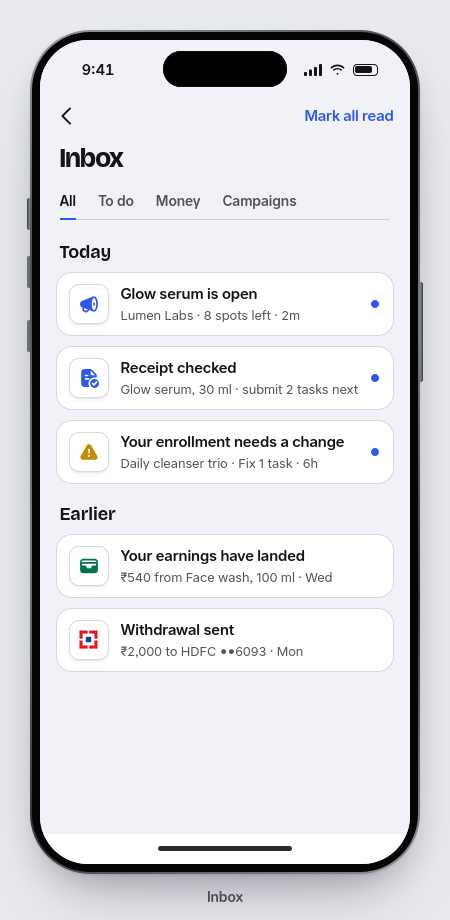 9:41
Mark all read
Inbox
All To do Money Campaigns
Today
Glow serum is open
Lumen Labs · 8 spots left · 2m
Receipt checked
Glow serum, 30 ml · submit 2 tasks next
Your enrollment needs a change
Daily cleanser trio · Fix 1 task · 6h
Earlier
Your earnings have landed
₹540 from Face wash, 100 ml · Wed
Withdrawal sent
₹2,000 to HDFC ••6093 · Mon
Inbox